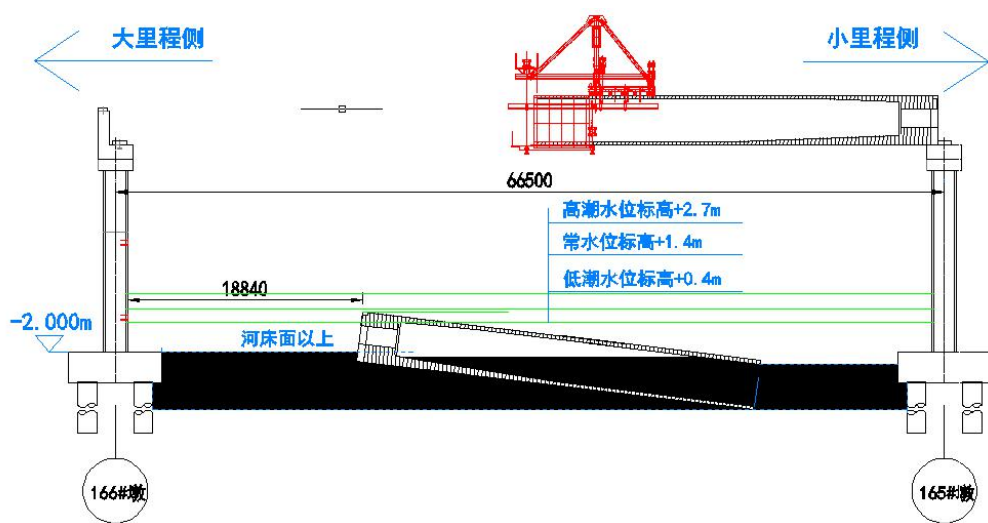 大里程侧
小里程侧
66500
高潮水位标高+2.7m
常水位标高+1.4m
低潮水位标高+0.4m
18840
-2.000m
河床面以上
166#墩
165#墩